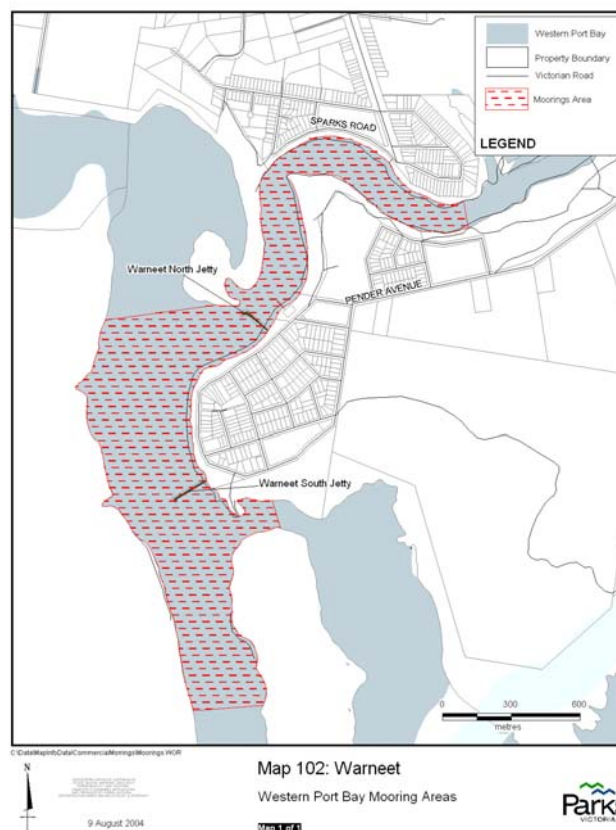 Western Port Bay
Property Boundary
Victorian Road
Moorings Area
LEGEND
SPARKS ROAD
Warneet North Jetty
PENDER AVENUE
Warneet South Jetty
0 300 600
metres
N
9 August 2004
Map 102: Warneet
Western Port Bay Mooring Areas
Map 1 of 1
Parks
VICTORIA